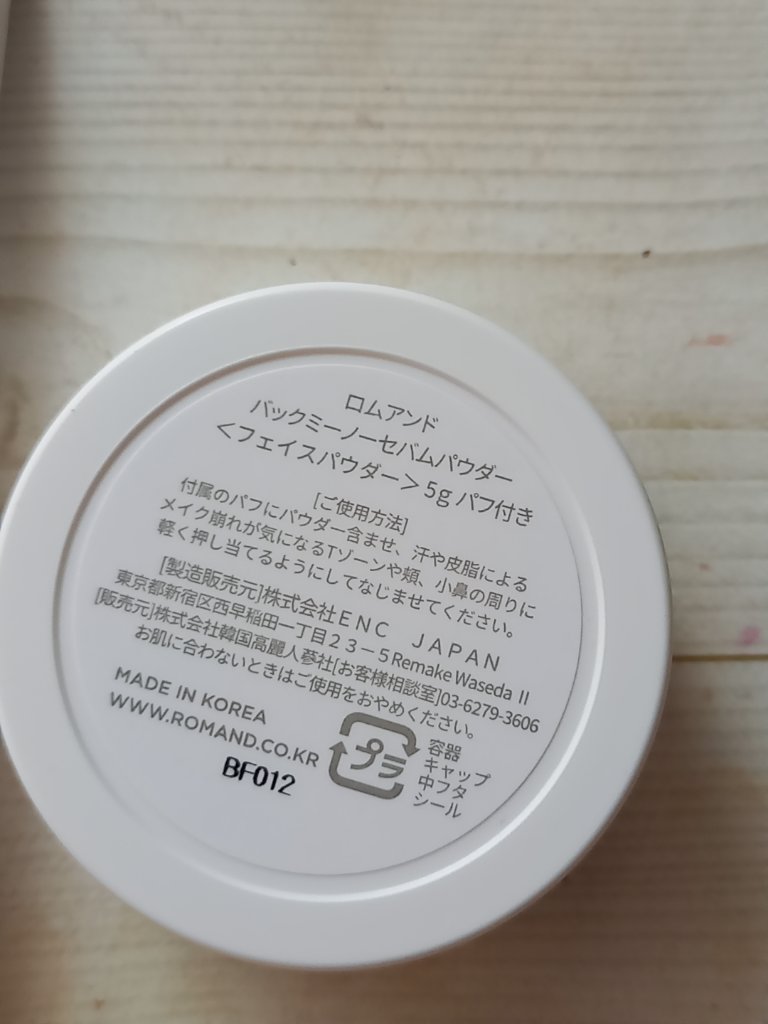 ロムアンド
バックミーノーセバムパウダー
＜フェイスパウダー＞ 5g パフ付き
[ご使用方法]
付属のパフにパウダー含ませ、汗や皮脂による
メイク崩れが気になるTゾーンや頬、小鼻の周りに
軽く押し当てるようにしてなじませてください。
[製造販売元]株式会社ＥＮＣ　ＪＡＰＡＮ
東京都新宿区西早稲田一丁目２３－５Remake Waseda Ⅱ
[販売元]株式会社韓国高麗人蔘社[お客様相談室]03-6279-3606
お肌に合わないときはご使用をおやめください。
MADE IN KOREA
WWW.ROMAND.CO.KR
BF012
プラ
容器
キャップ
中フタ
シール